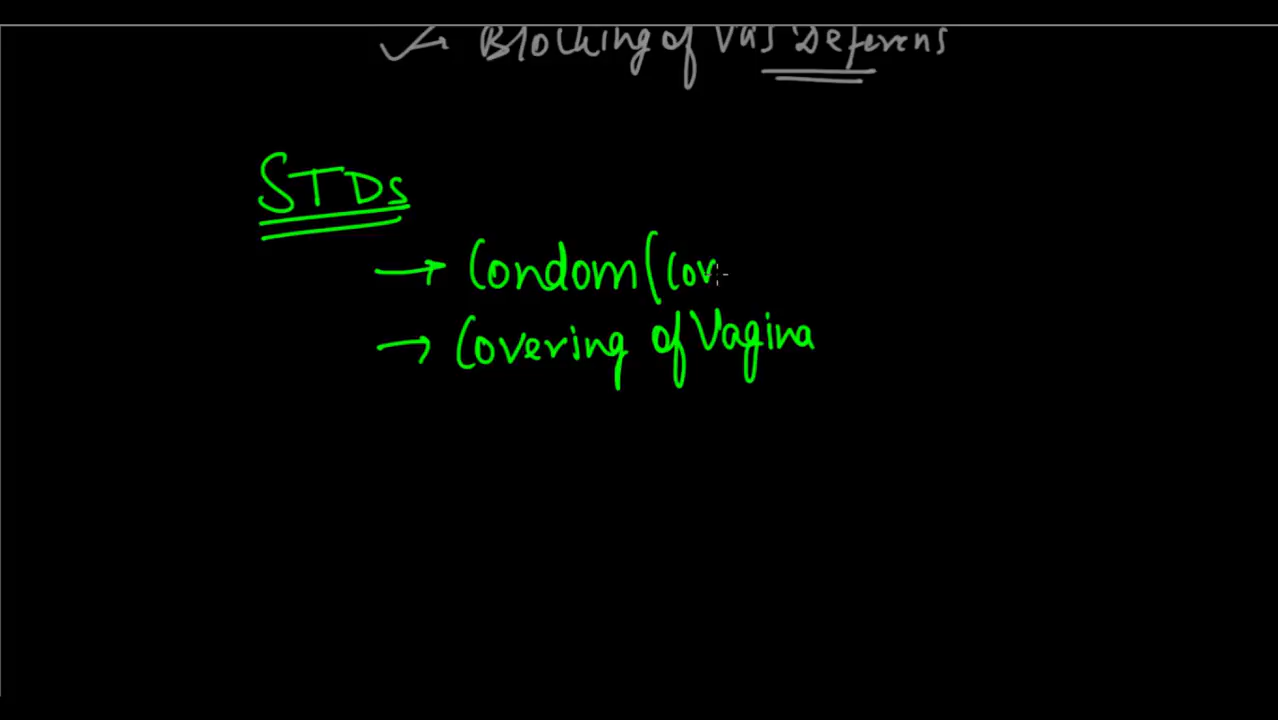 Blocking of Vas Deferens
STDs
→ Condom (Cov
→ Covering of Vagina